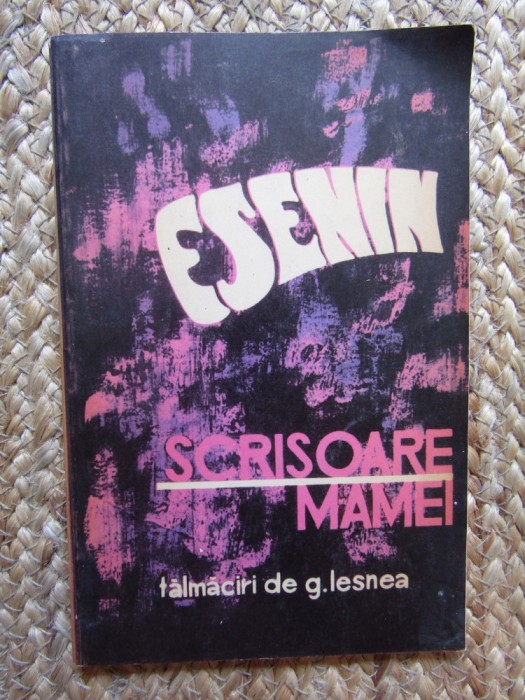 ESENIN
SCRISOARE
MAMEI
tălmăciri de g.lesnea